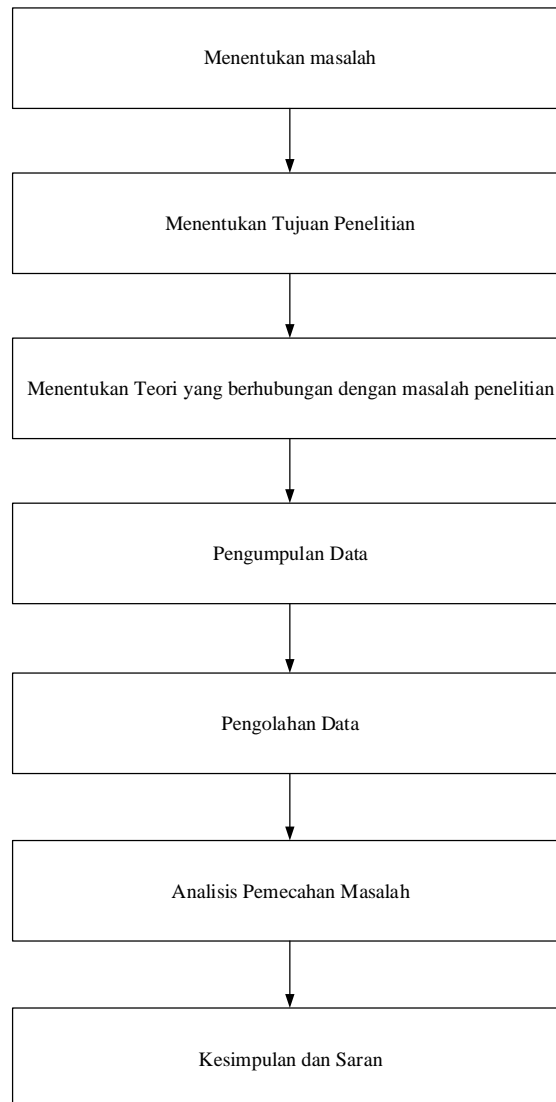 Menentukan masalah
Menentukan Tujuan Penelitian
Menentukan Teori yang berhubungan dengan masalah penelitian
Pengumpulan Data
Pengolahan Data
Analisis Pemecahan Masalah
Kesimpulan dan Saran